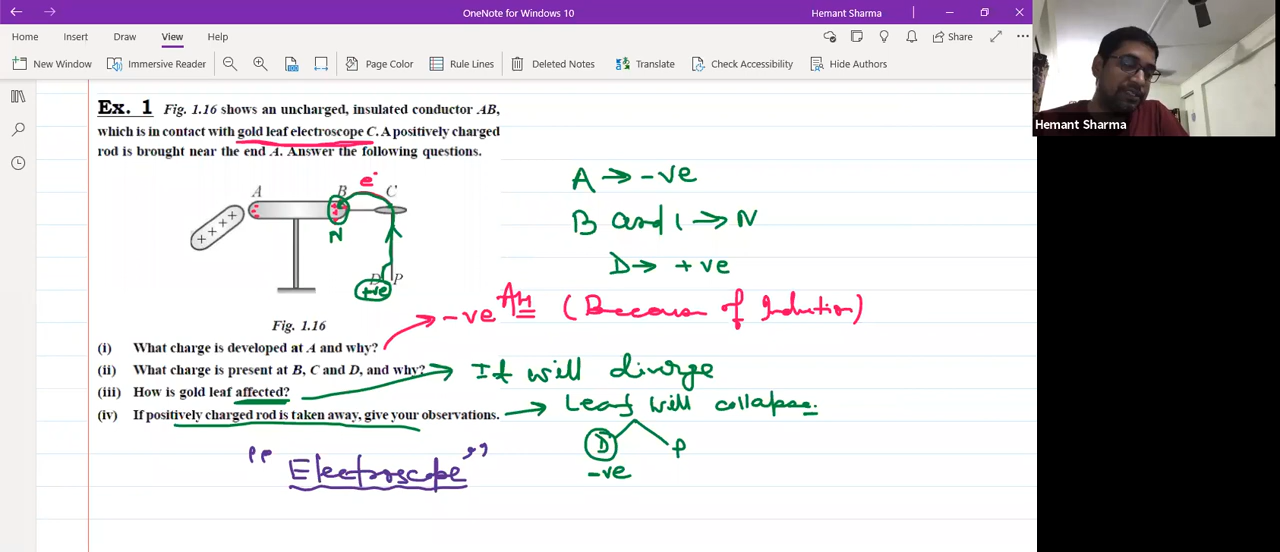 OneNote for Windows 10
Hemant Sharma
Home Insert Draw View Help
Share
New Window Immersive Reader Page Color Rule Lines Deleted Notes Translate Check Accessibility Hide Authors
Hemant Sharma
Ex. 1 Fig. 1.16 shows an uncharged, insulated conductor AB,
which is in contact with gold leaf electroscope C. A positively charged
rod is brought near the end A. Answer the following questions.
A B C
e-
+ + + +
N
D P
+ve
Fig. 1.16
A → -ve
B and C → N
D → +ve
-ve (Because of Induction)
(i) What charge is developed at A and why?
(ii) What charge is present at B, C and D, and why?
(iii) How is gold leaf affected?
(iv) If positively charged rod is taken away, give your observations.
It will diverge
Leaf will collapse.
D P
-ve
"Electroscope"